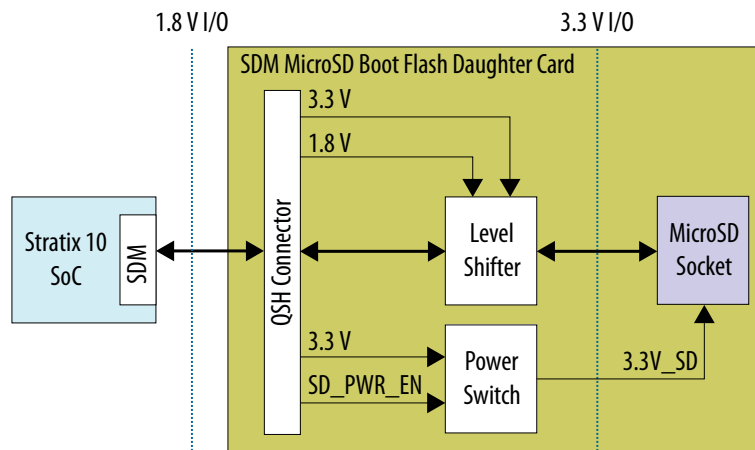 1.8 V I/O
3.3 V I/O
SDM MicroSD Boot Flash Daughter Card
3.3 V
1.8 V
Stratix 10
SoC
SDM
QSH Connector
Level
Shifter
MicroSD
Socket
3.3 V
SD_PWR_EN
Power
Switch
3.3V_SD